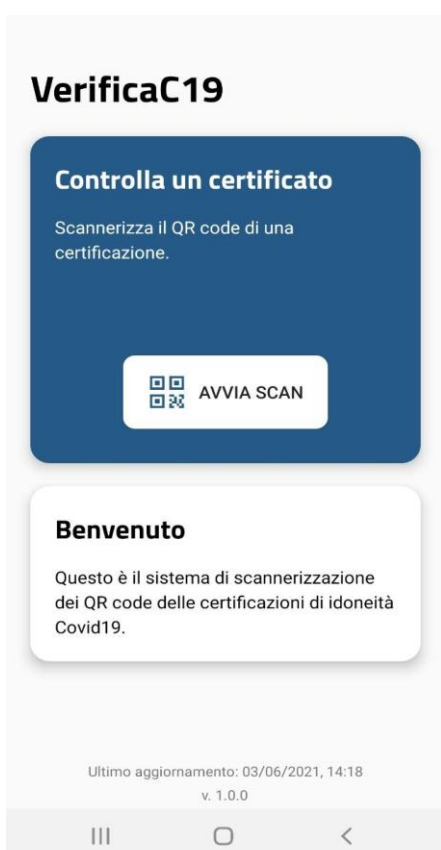 VerificaC19
Controlla un certificato
Scannerizza il QR code di una
certificazione.
AVVIA SCAN
Benvenuto
Questo è il sistema di scannerizzazione
dei QR code delle certificazioni di idoneità
Covid19.
Ultimo aggiornamento: 03/06/2021, 14:18
v. 1.0.0